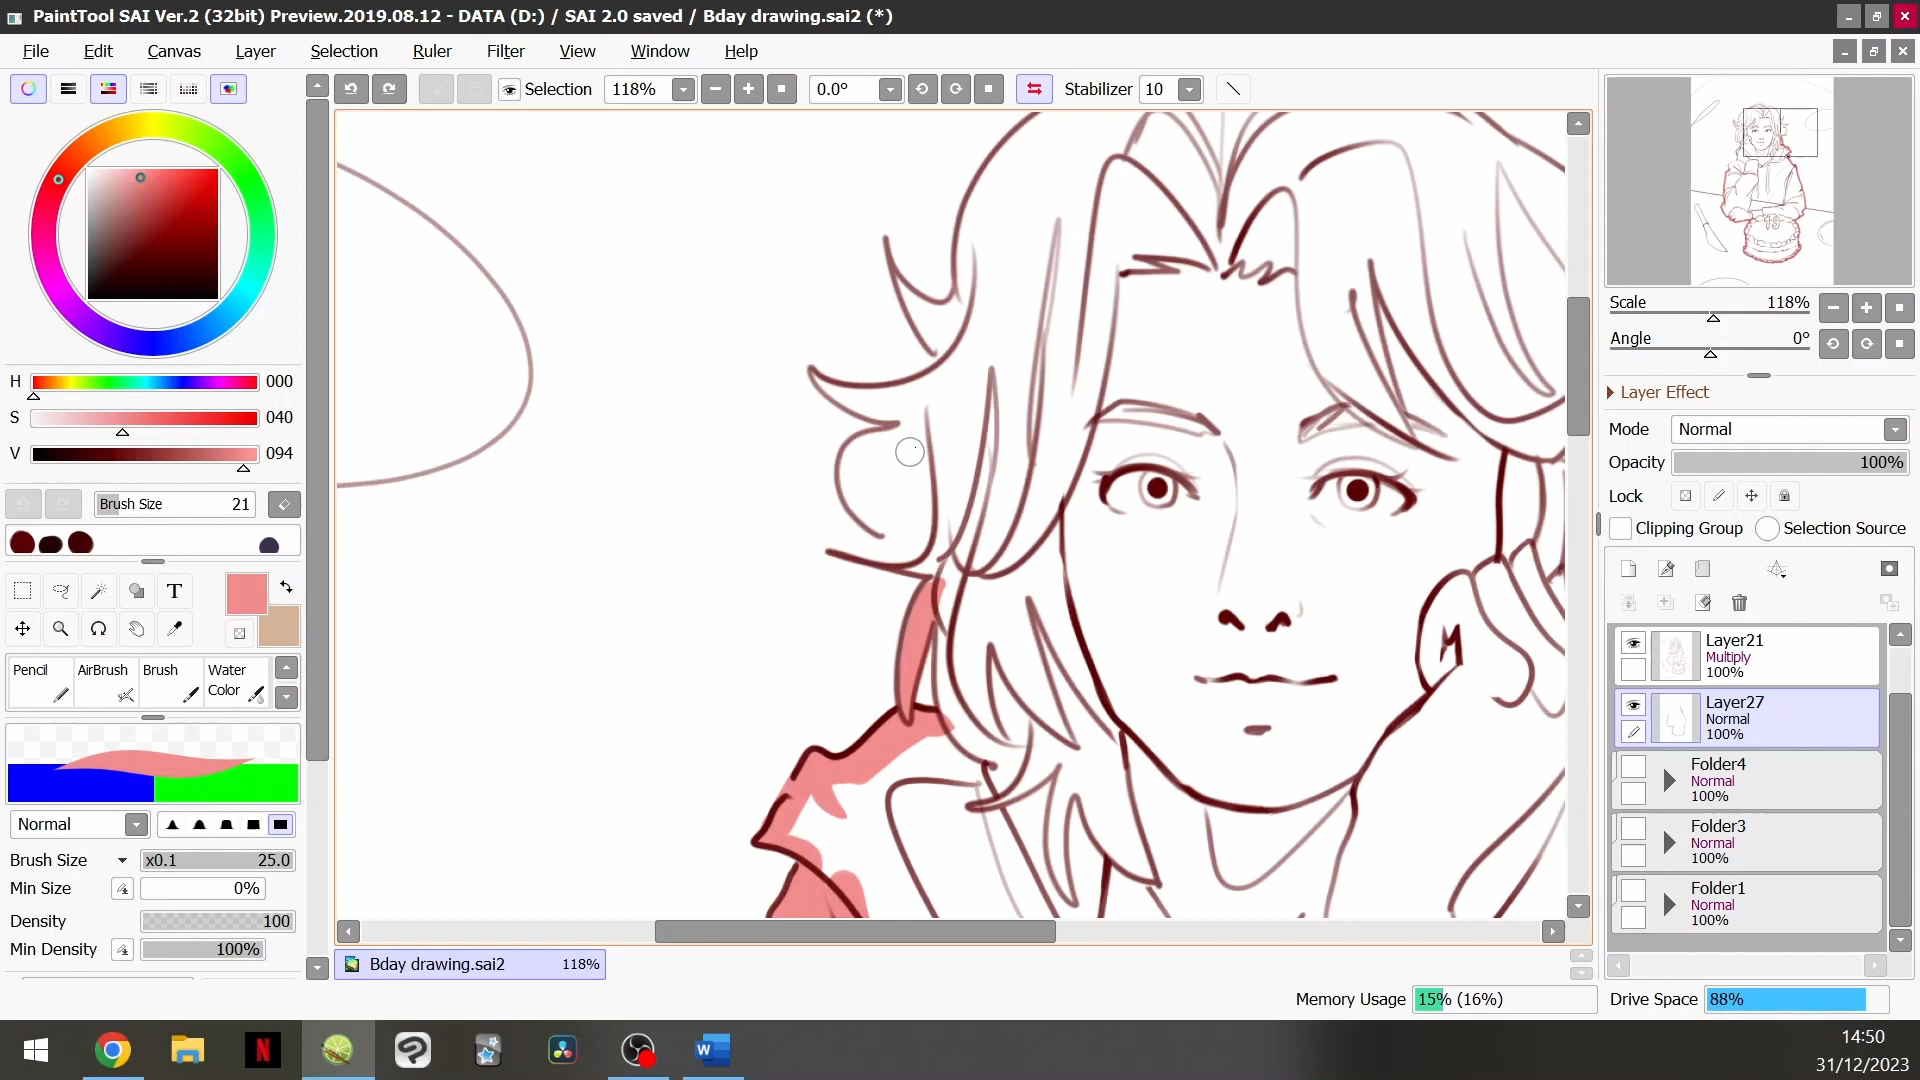 PaintTool SAI Ver.2 (32bit) Preview.2019.08.12 - DATA (D:) / SAI 2.0 saved / Bday drawing.sai2 (*)
File Edit Canvas Layer Selection Ruler Filter View Window Help
Selection 118% 0.0° Stabilizer 10
H 000
S 040
V 094
Brush Size 21
T
Pencil AirBrush Brush Water Color
Normal
Brush Size x0.1 25.0
Min Size 0%
Density 100
Min Density 100%
19
Scale 118%
Angle 0°
Layer Effect
Mode Normal
Opacity 100%
Lock
Clipping Group Selection Source
Layer21
Multiply
100%
Layer27
Normal
100%
Folder4
Normal
100%
Folder3
Normal
100%
Folder1
Normal
100%
Bday drawing.sai2 118%
Memory Usage 15% (16%) Drive Space 88%
N
W
14:50
31/12/2023